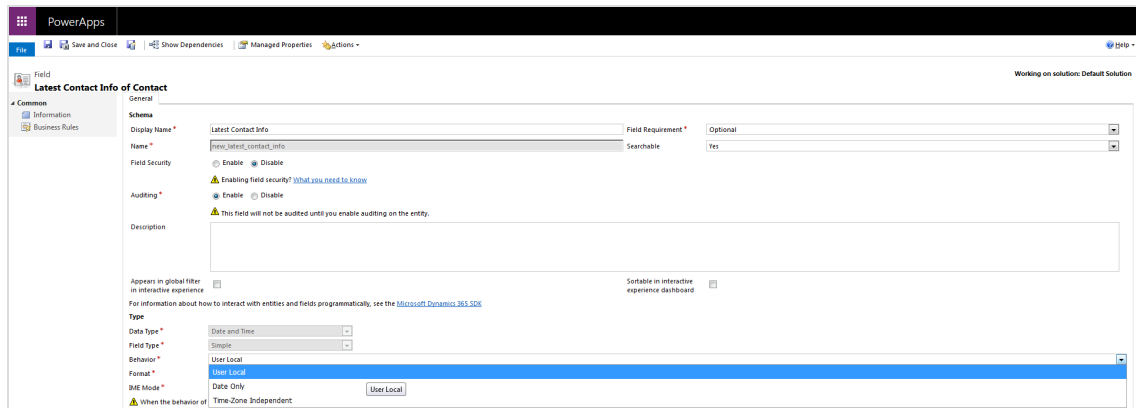 PowerApps
File Save and Close Show Dependencies Managed Properties Actions Help
Field
Working on solution: Default Solution
Latest Contact Info of Contact
Common
Information
Business Rules
General
Schema
Display Name * Latest Contact Info Field Requirement * Optional
Name * new_latest_contact_info Searchable Yes
Field Security Enable Disable
Enabling field security? What you need to know
Auditing * Enable Disable
This field will not be audited until you enable auditing on the entity.
Description
Appears in global filter
in interactive experience
Sortable in interactive
experience dashboard
For information about how to interact with entities and fields programmatically, see the Microsoft Dynamics 365 SDK
Type
Data Type * Date and Time
Field Type * Simple
Behavior * User Local
Format * User Local
IME Mode * Date Only
User Local
When the behavior of Time-Zone Independent